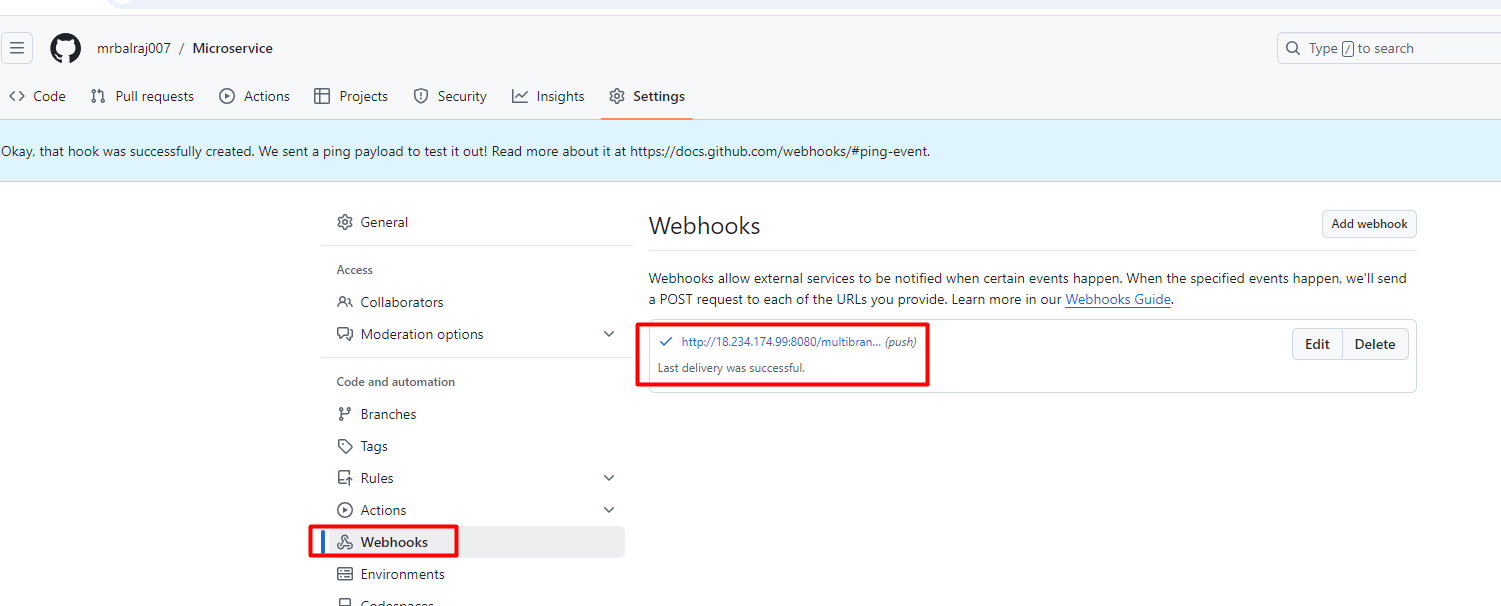 mrbalraj007 / Microservice
Type / to search
Code Pull requests Actions Projects Security Insights Settings
Okay, that hook was successfully created. We sent a ping payload to test it out! Read more about it at https://docs.github.com/webhooks/#ping-event.
General
Access
Collaborators
Moderation options
Code and automation
Branches
Tags
Rules
Actions
Webhooks
Environments
Codespaces
Webhooks
Add webhook
Webhooks allow external services to be notified when certain events happen. When the specified events happen, we'll send
a POST request to each of the URLs you provide. Learn more in our Webhooks Guide.
http://18.234.174.99:8080/multibran... (push)
Last delivery was successful.
Edit Delete